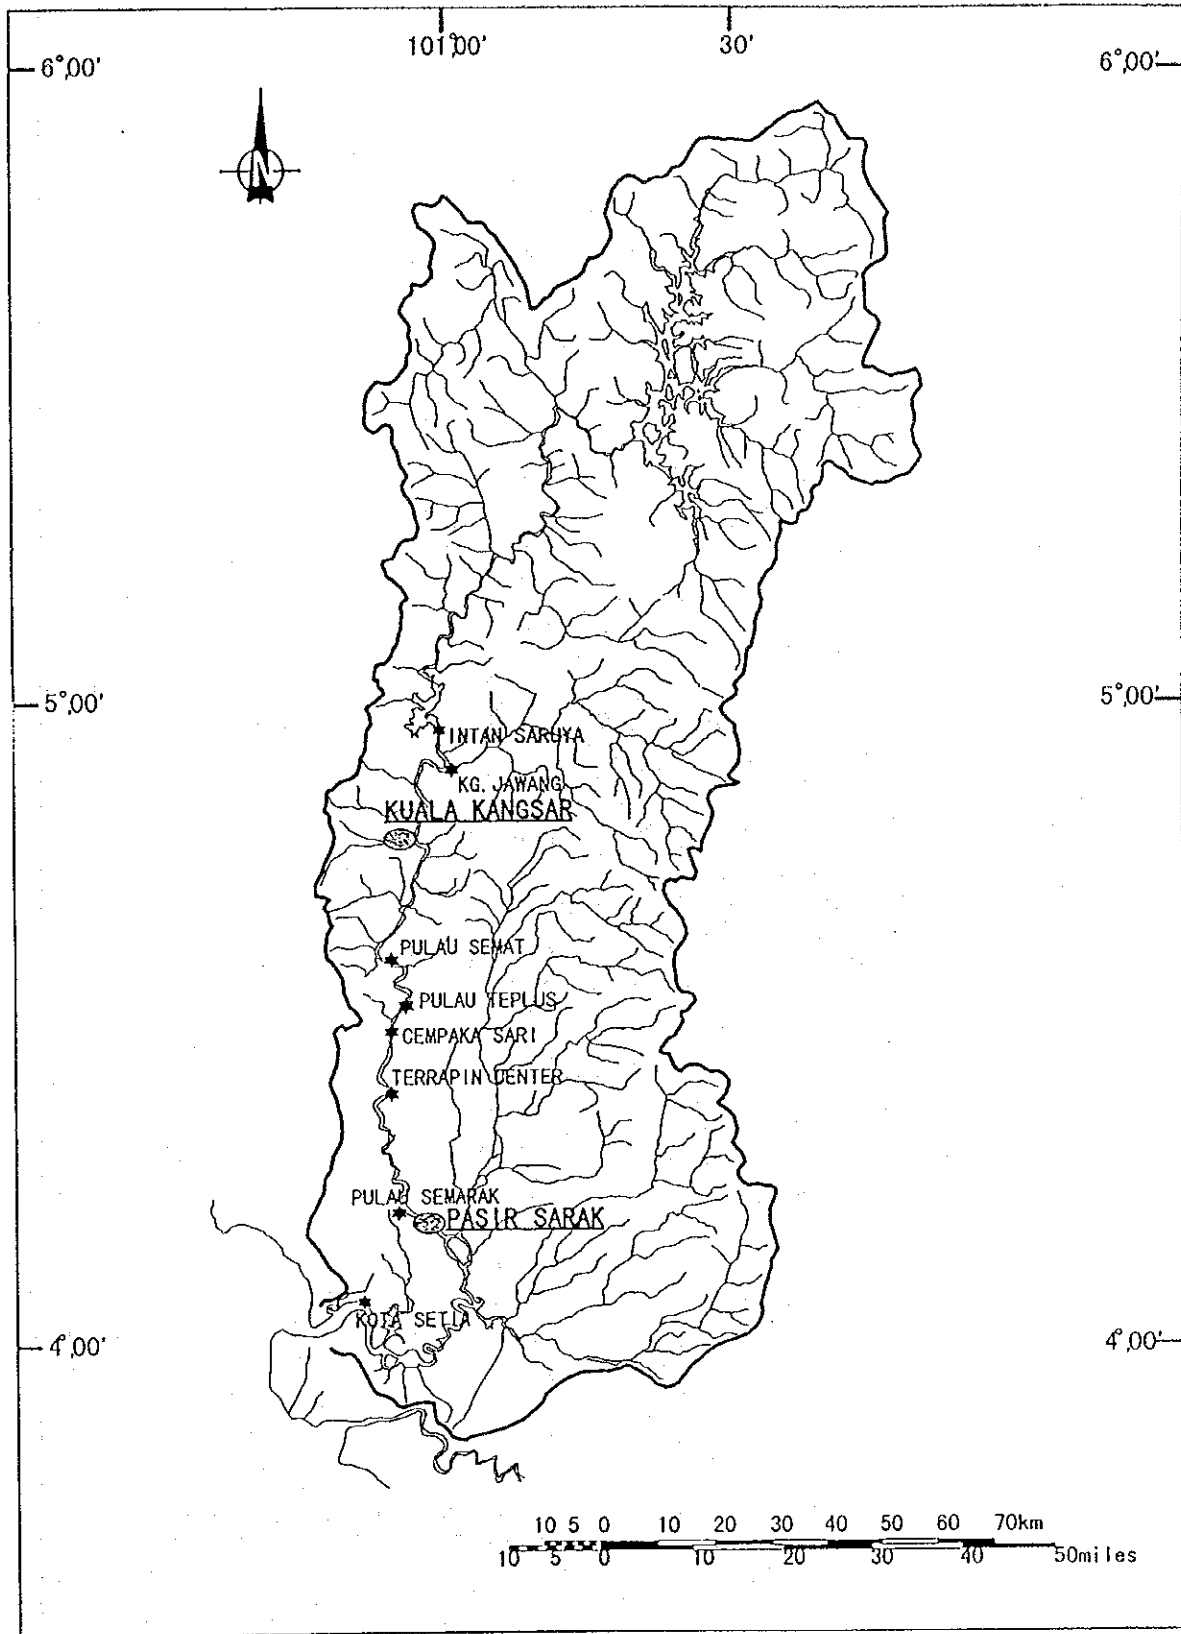 101°00' 30'
6°00' 6°00'
N
5°00' 5°00'
INTAN SARUYA
KG. JAWANG
KUALA KANGSAR
PULAU SEMAT
PULAU TEPLUS
CEMPAKA SARI
TERRAPIN CENTER
PULAU SEMARAK
PASIR SARAK
KOTA SETIA
4°00' 4°00'
10 5 0 10 20 30 40 50 60 70km
10 5 0 10 20 30 40 50miles